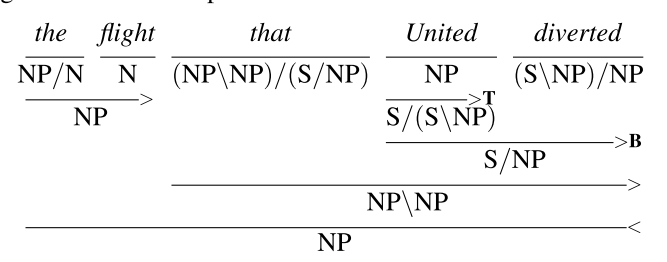 the flight that United diverted
NP/N N (NP\NP)/(S/NP) NP (S\NP)/NP
> >T
NP S/(S\NP)
>B
S/NP
>
NP\NP
<
NP